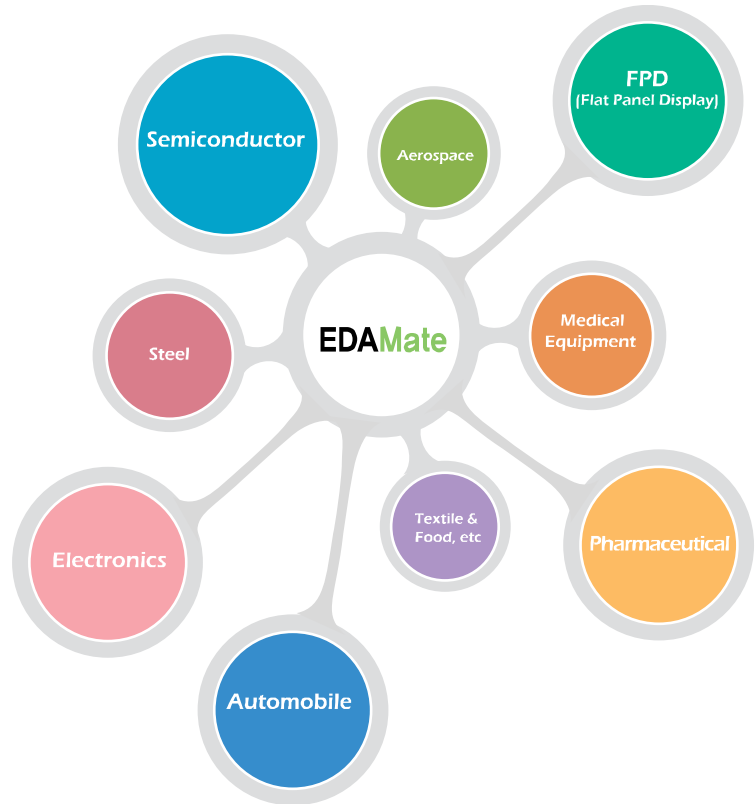 Semiconductor
Aerospace
FPD
(Flat Panel Display)
Steel
EDAMate
Medical
Equipment
Electronics
Textile &
Food, etc
Pharmaceutical
Automobile